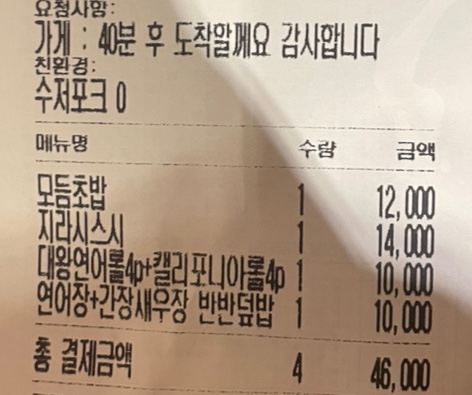 요청사항:
가게 : 40분 후 도착할께요 감사합니다
친환경:
수저포크 0
메뉴명 수량 금액
모듬초밥 1 12,000
지라시스시 1 14,000
대왕연어롤4p+캘리포니아롤4p 1 10,000
연어장+간장새우장 반반덮밥 1 10,000
총 결제금액 4 46,000